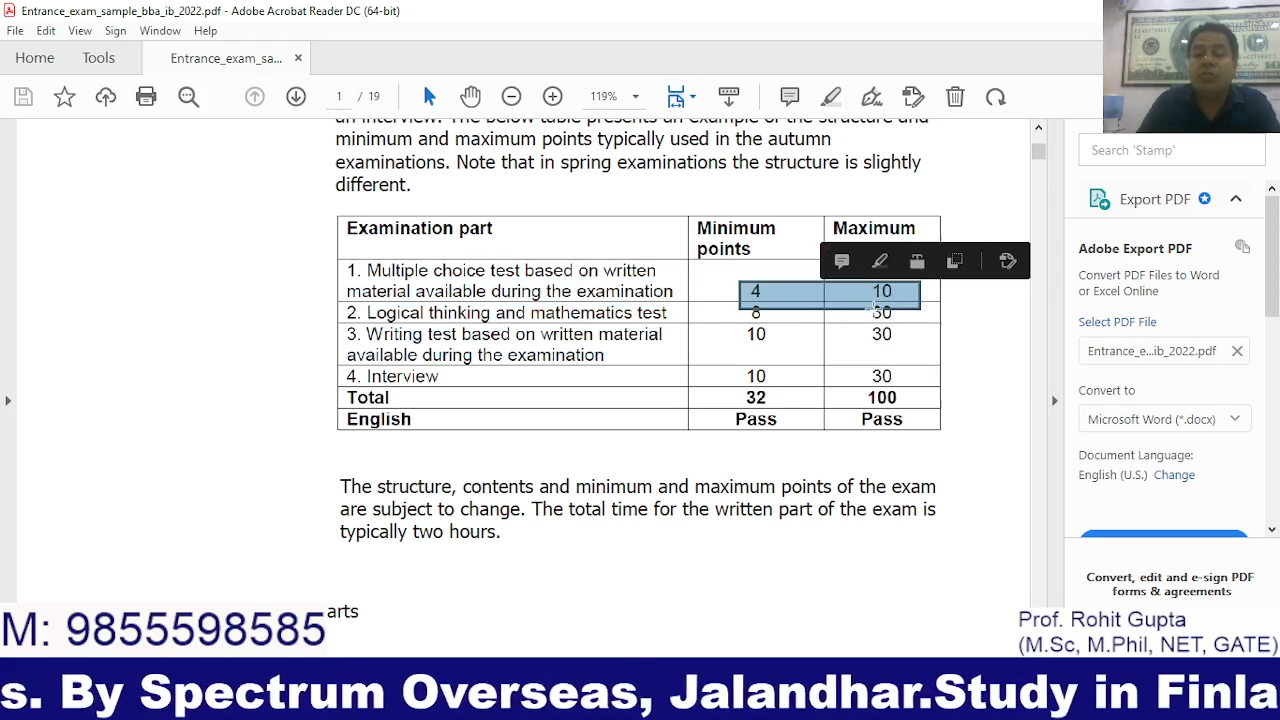 Entrance_exam_sample_bba_ib_2022.pdf - Adobe Acrobat Reader DC (64-bit)
File Edit View Sign Window Help
Home Tools Entrance_exam_sa... ×
1 / 19 119%
minimum and maximum points typically used in the autumn
examinations. Note that in spring examinations the structure is slightly
different.
Examination part Minimum points Maximum
1. Multiple choice test based on written
material available during the examination 4 10
2. Logical thinking and mathematics test 8 30
3. Writing test based on written material 10 30
available during the examination
4. Interview 10 30
Total 32 100
English Pass Pass
The structure, contents and minimum and maximum points of the exam
are subject to change. The total time for the written part of the exam is
typically two hours.
arts
Search 'Stamp'
Export PDF
Adobe Export PDF
Convert PDF Files to Word
or Excel Online
Select PDF File
Entrance_e...ib_2022.pdf
Convert to
Microsoft Word (*.docx)
Document Language:
English (U.S.) Change
Convert, edit and e-sign PDF
forms & agreements
M: 9855598585
Prof. Rohit Gupta
(M.Sc, M.Phil, NET, GATE)
s. By Spectrum Overseas, Jalandhar.Study in Finla